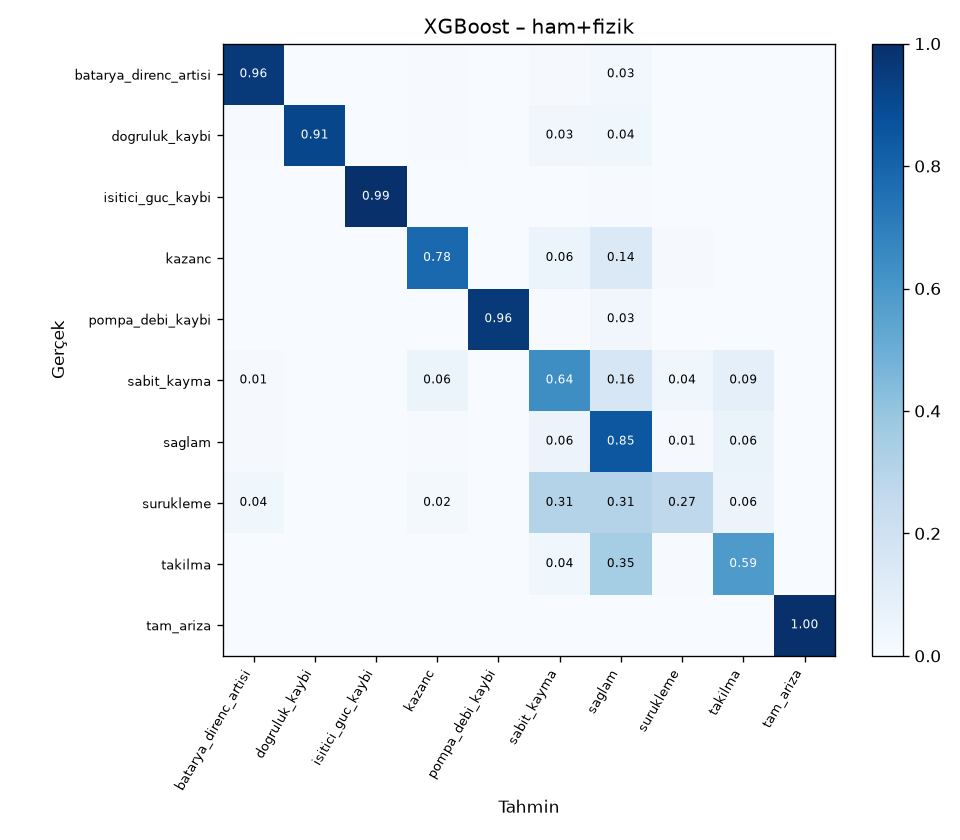 XGBoost – ham+fizik
batarya_direnc_artisi 0.96 0.03
dogruluk_kaybi 0.91 0.03 0.04
isitici_guc_kaybi 0.99
kazanc 0.78 0.06 0.14
pompa_debi_kaybi 0.96 0.03
sabit_kayma 0.01 0.06 0.64 0.16 0.04 0.09
saglam 0.06 0.85 0.01 0.06
surukleme 0.04 0.02 0.31 0.31 0.27 0.06
takilma 0.04 0.35 0.59
tam_ariza 1.00
Gerçek
batarya_direnc_artisi
dogruluk_kaybi
isitici_guc_kaybi
kazanc
pompa_debi_kaybi
sabit_kayma
saglam
surukleme
takilma
tam_ariza
Tahmin
1.0
0.8
0.6
0.4
0.2
0.0